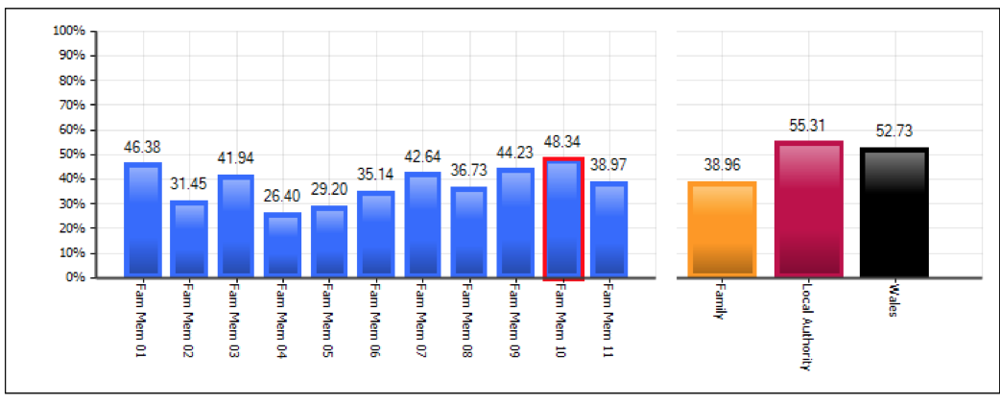 100%
90%
80%
70%
60%
50%
40%
30%
20%
10%
0%
46.38
31.45
41.94
26.40
29.20
35.14
42.64
36.73
44.23
48.34
38.97
38.96
55.31
52.73
Fam Mem 01
Fam Mem 02
Fam Mem 03
Fam Mem 04
Fam Mem 05
Fam Mem 06
Fam Mem 07
Fam Mem 08
Fam Mem 09
Fam Mem 10
Fam Mem 11
Family
Local Authority
Wales